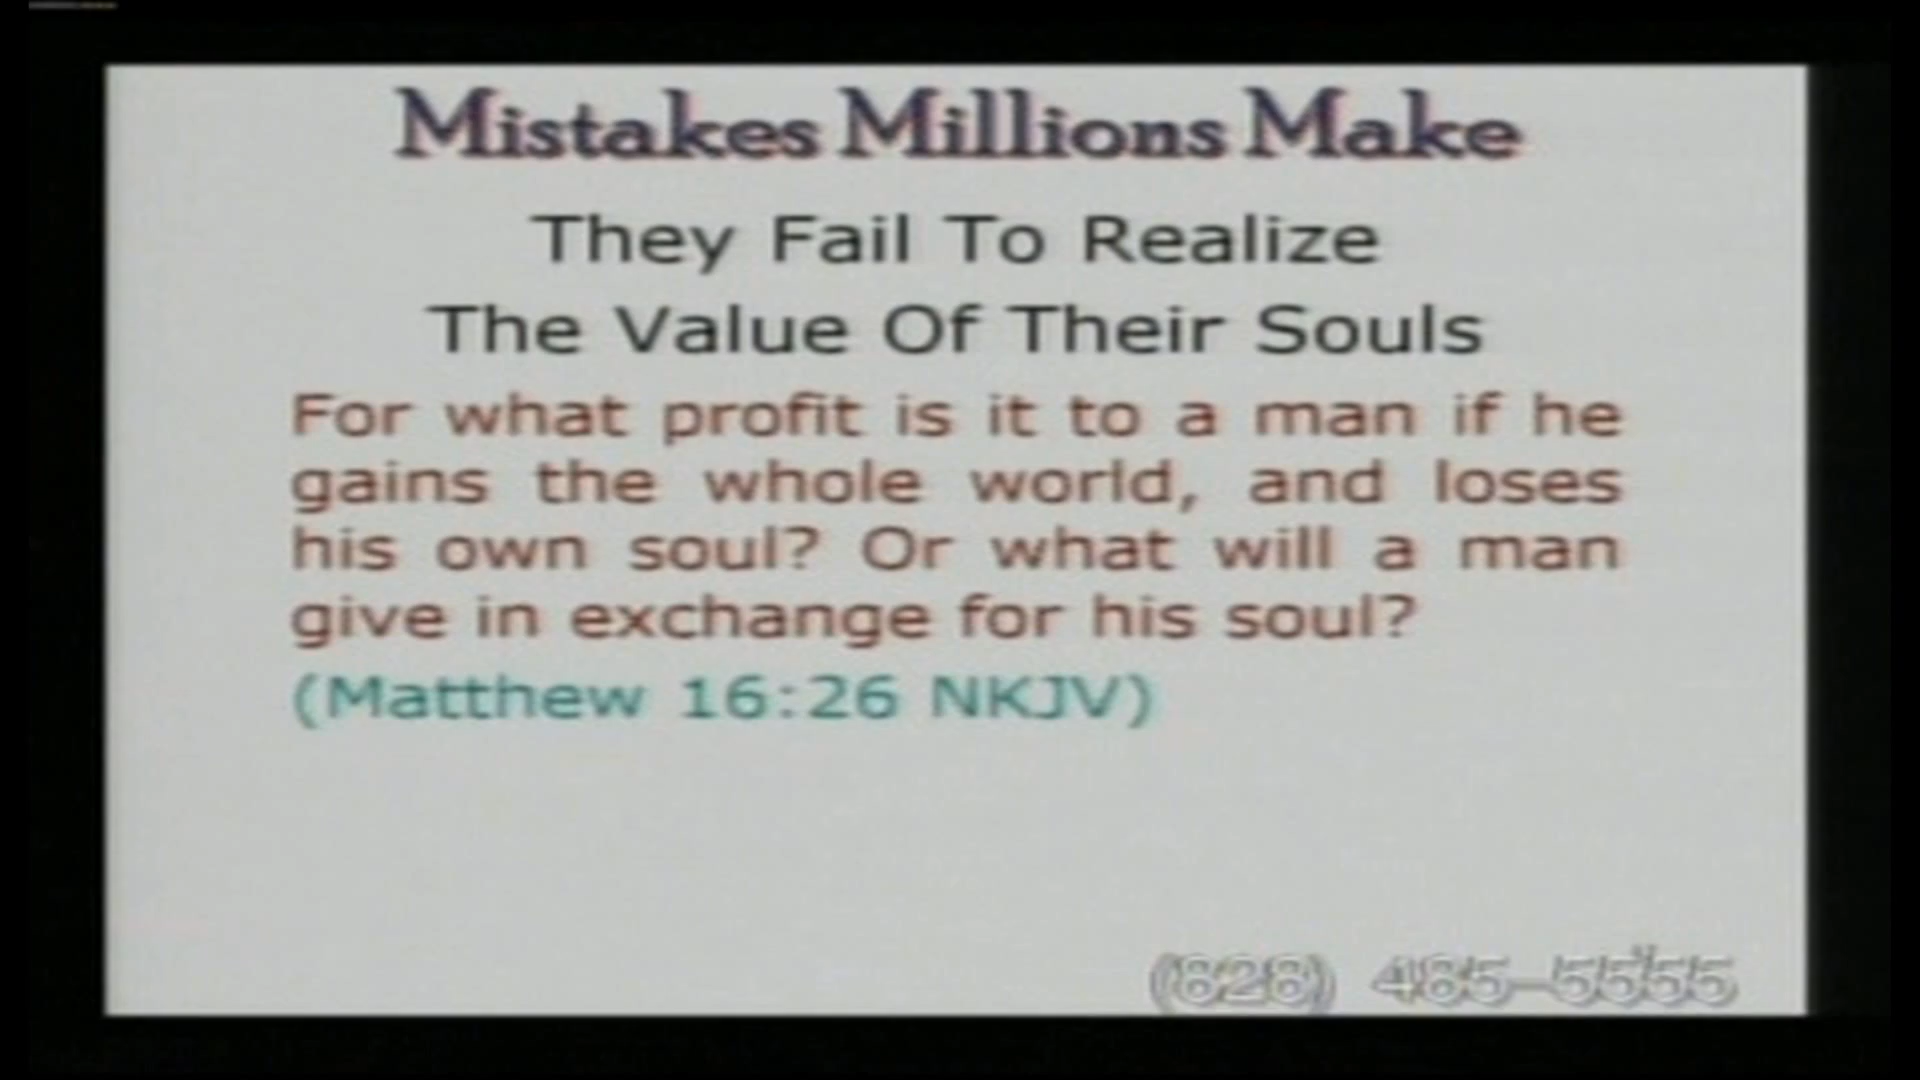 Mistakes Millions Make
They Fail To Realize
The Value Of Their Souls
For what profit is it to a man if he
gains the whole world, and loses
his own soul? Or what will a man
give in exchange for his soul?
(Matthew 16:26 NKJV)
(828) 485-5555